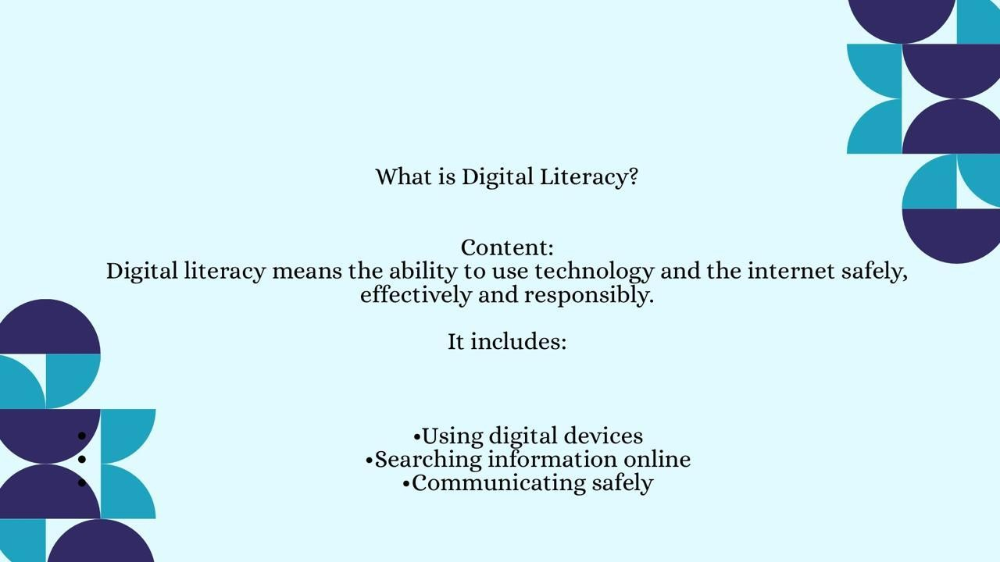 What is Digital Literacy?
Content:
Digital literacy means the ability to use technology and the internet safely,
effectively and responsibly.
It includes:
•Using digital devices
•Searching information online
•Communicating safely